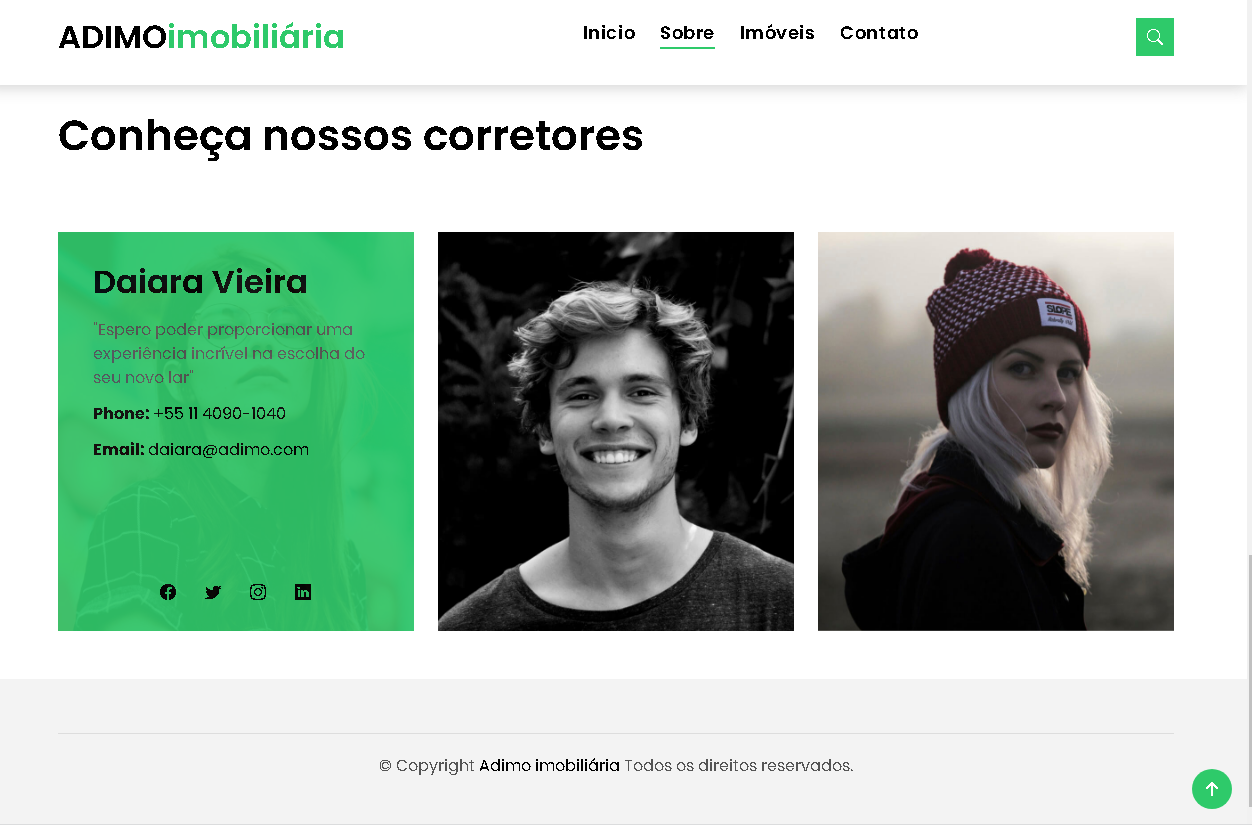 ADIMOimobiliária
Inicio Sobre Imóveis Contato
Conheça nossos corretores
Daiara Vieira
"Espero poder proporcionar uma
experiência incrível na escolha do
seu novo lar"
Phone: +55 11 4090-1040
Email: daiara@adimo.com
SLOPE
© Copyright Adimo imobiliária Todos os direitos reservados.